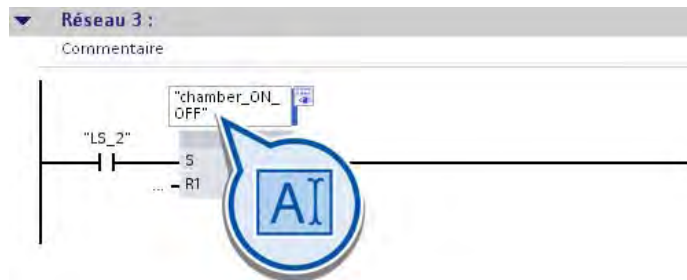 Réseau 3 :
Commentaire
"chamber_ON_
OFF"
"LS_2"
S
... R1
A